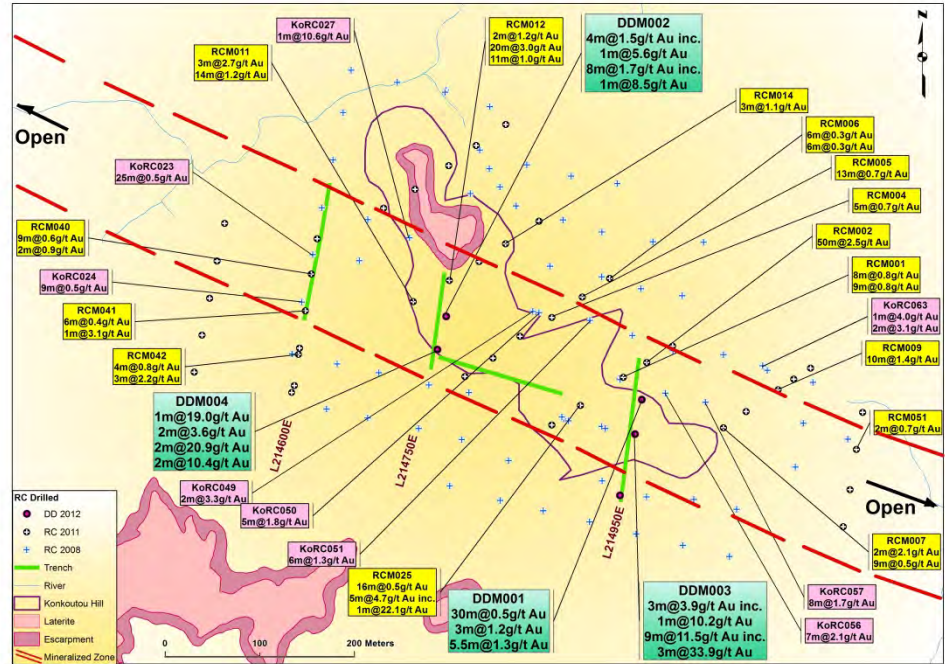 KoRC027
1m@10.6g/t Au
RCM011
3m@2.7g/t Au
14m@1.2g/t Au
RCM012
2m@1.2g/t Au
20m@3.0g/t Au
11m@1.0g/t Au
DDM002
4m@1.5g/t Au inc.
1m@5.6g/t Au
8m@1.7g/t Au inc.
1m@8.5g/t Au
Z
RCM014
3m@1.1g/t Au
RCM006
6m@0.3g/t Au
6m@0.3g/t Au
RCM005
13m@0.7g/t Au
RCM004
5m@0.7g/t Au
RCM002
50m@2.5g/t Au
RCM001
8m@0.8g/t Au
9m@0.8g/t Au
KoRC063
1m@4.0g/t Au
2m@3.1g/t Au
RCM009
10m@1.4g/t Au
RCM051
2m@0.7g/t Au
Open
RCM007
2m@2.1g/t Au
9m@0.5g/t Au
KoRC057
8m@1.7g/t Au
KoRC056
7m@2.1g/t Au
Open
KoRC023
25m@0.5g/t Au
RCM040
9m@0.6g/t Au
2m@0.9g/t Au
KoRC024
9m@0.5g/t Au
RCM041
6m@0.4g/t Au
1m@3.1g/t Au
RCM042
4m@0.8g/t Au
3m@2.2g/t Au
DDM004
1m@19.0g/t Au
2m@3.6g/t Au
2m@20.9g/t Au
2m@10.4g/t Au
L214600E
L214750E
L214950E
KoRC049
2m@3.3g/t Au
KoRC050
5m@1.8g/t Au
KoRC051
6m@1.3g/t Au
RCM025
16m@0.5g/t Au
5m@4.7g/t Au inc.
1m@22.1g/t Au
DDM001
30m@0.5g/t Au
3m@1.2g/t Au
5.5m@1.3g/t Au
DDM003
3m@3.9g/t Au inc.
1m@10.2g/t Au
9m@11.5g/t Au inc.
3m@33.9g/t Au
RC Drilled
DD 2012
RC 2011
RC 2008
Trench
River
Konkoutou Hill
Laterite
Escarpment
Mineralized Zone
0 100 200 Meters